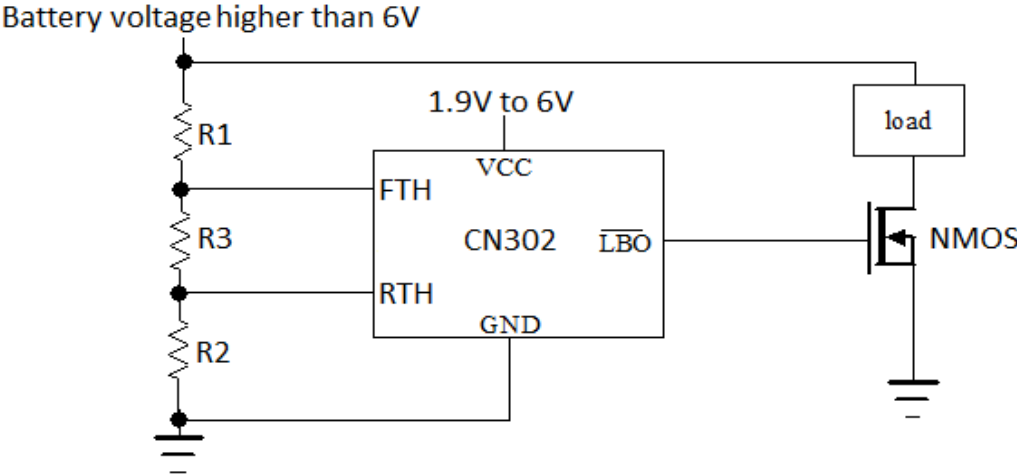 Battery voltage higher than 6V
1.9V to 6V
load
R1
VCC
FTH
R3
CN302
LBO
NMOS
RTH
GND
R2